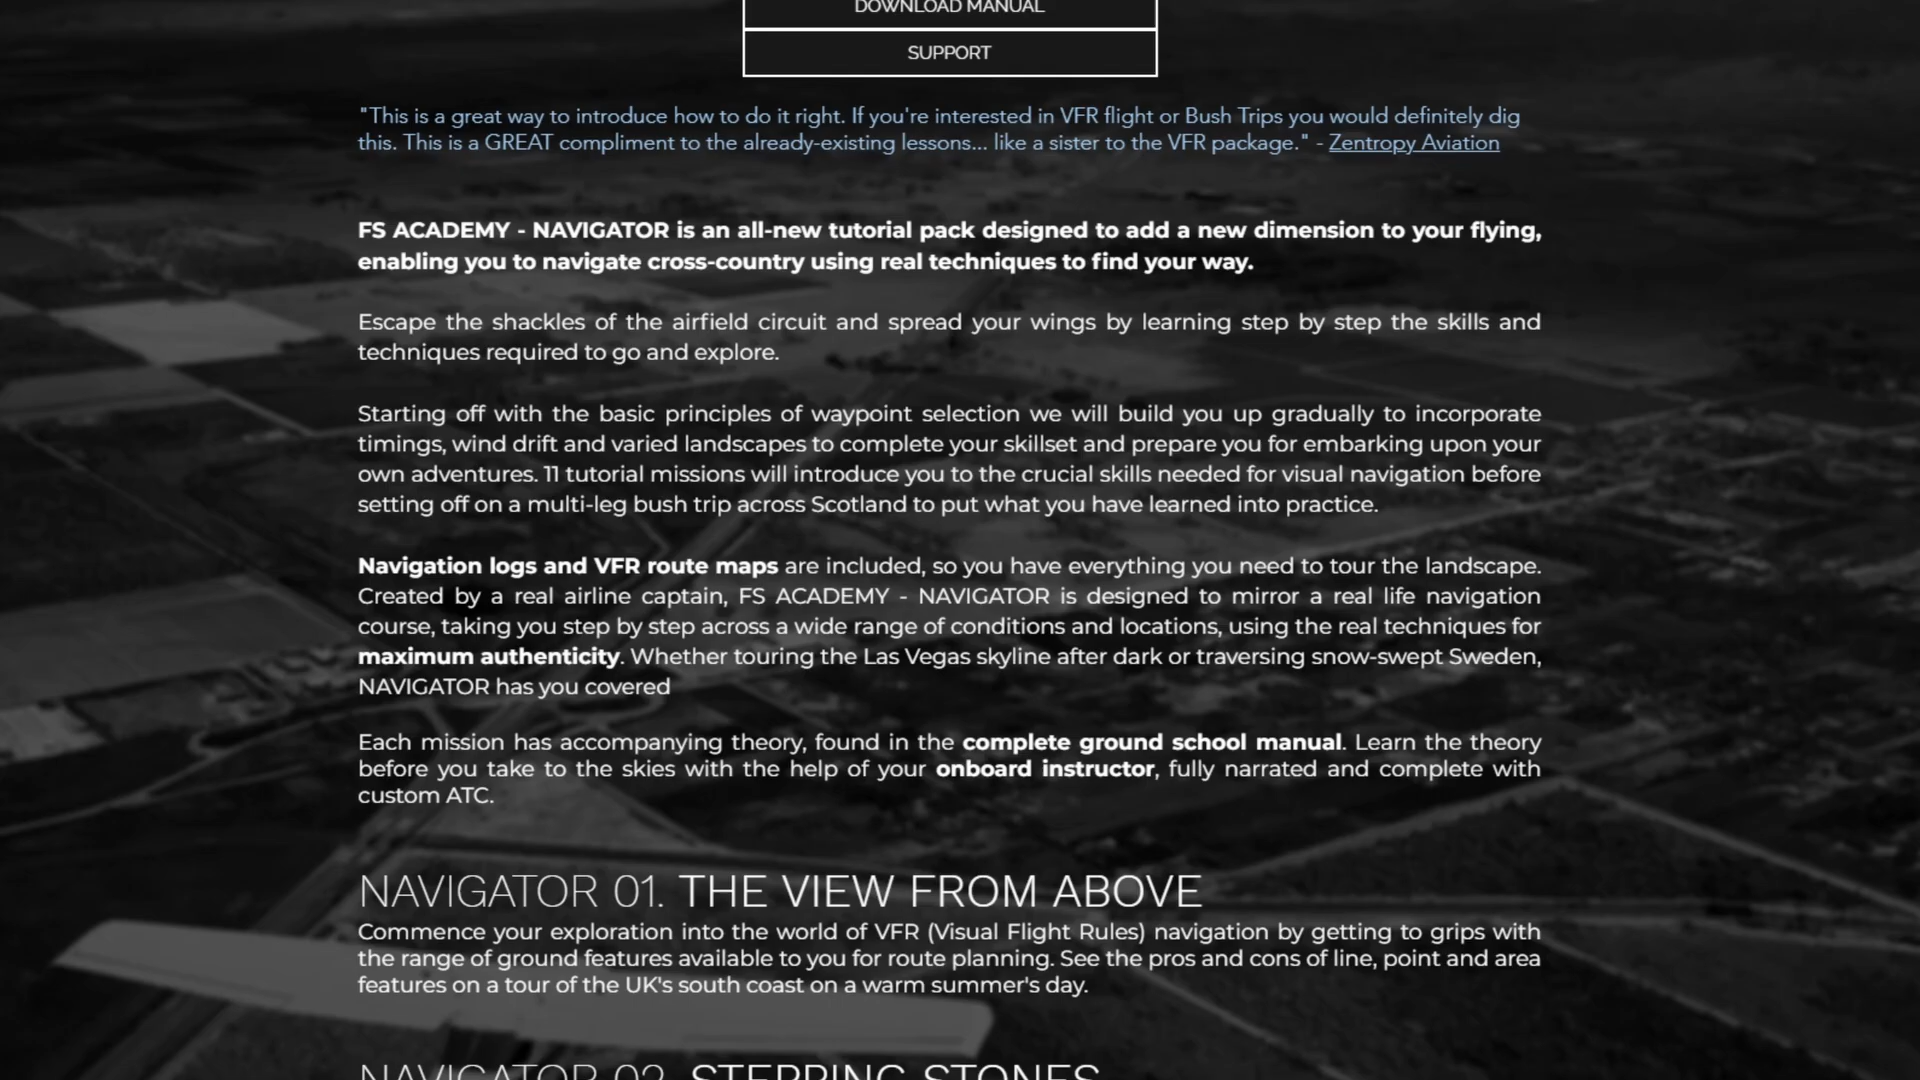 DOWNLOAD MANUAL
SUPPORT
"This is a great way to introduce how to do it right. If you're interested in VFR flight or Bush Trips you would definitely dig
this. This is a GREAT compliment to the already-existing lessons... like a sister to the VFR package." - Zentropy Aviation
FS ACADEMY - NAVIGATOR is an all-new tutorial pack designed to add a new dimension to your flying,
enabling you to navigate cross-country using real techniques to find your way.
Escape the shackles of the airfield circuit and spread your wings by learning step by step the skills and
techniques required to go and explore.
Starting off with the basic principles of waypoint selection we will build you up gradually to incorporate
timings, wind drift and varied landscapes to complete your skillset and prepare you for embarking upon your
own adventures. 11 tutorial missions will introduce you to the crucial skills needed for visual navigation before
setting off on a multi-leg bush trip across Scotland to put what you have learned into practice.
Navigation logs and VFR route maps are included, so you have everything you need to tour the landscape.
Created by a real airline captain, FS ACADEMY - NAVIGATOR is designed to mirror a real life navigation
course, taking you step by step across a wide range of conditions and locations, using the real techniques for
maximum authenticity. Whether touring the Las Vegas skyline after dark or traversing snow-swept Sweden,
NAVIGATOR has you covered
Each mission has accompanying theory, found in the complete ground school manual. Learn the theory
before you take to the skies with the help of your onboard instructor, fully narrated and complete with
custom ATC.
NAVIGATOR 01. THE VIEW FROM ABOVE
Commence your exploration into the world of VFR (Visual Flight Rules) navigation by getting to grips with
the range of ground features available to you for route planning. See the pros and cons of line, point and area
features on a tour of the UK's south coast on a warm summer's day.
NAVIGATOR 02. STEPPING STONES